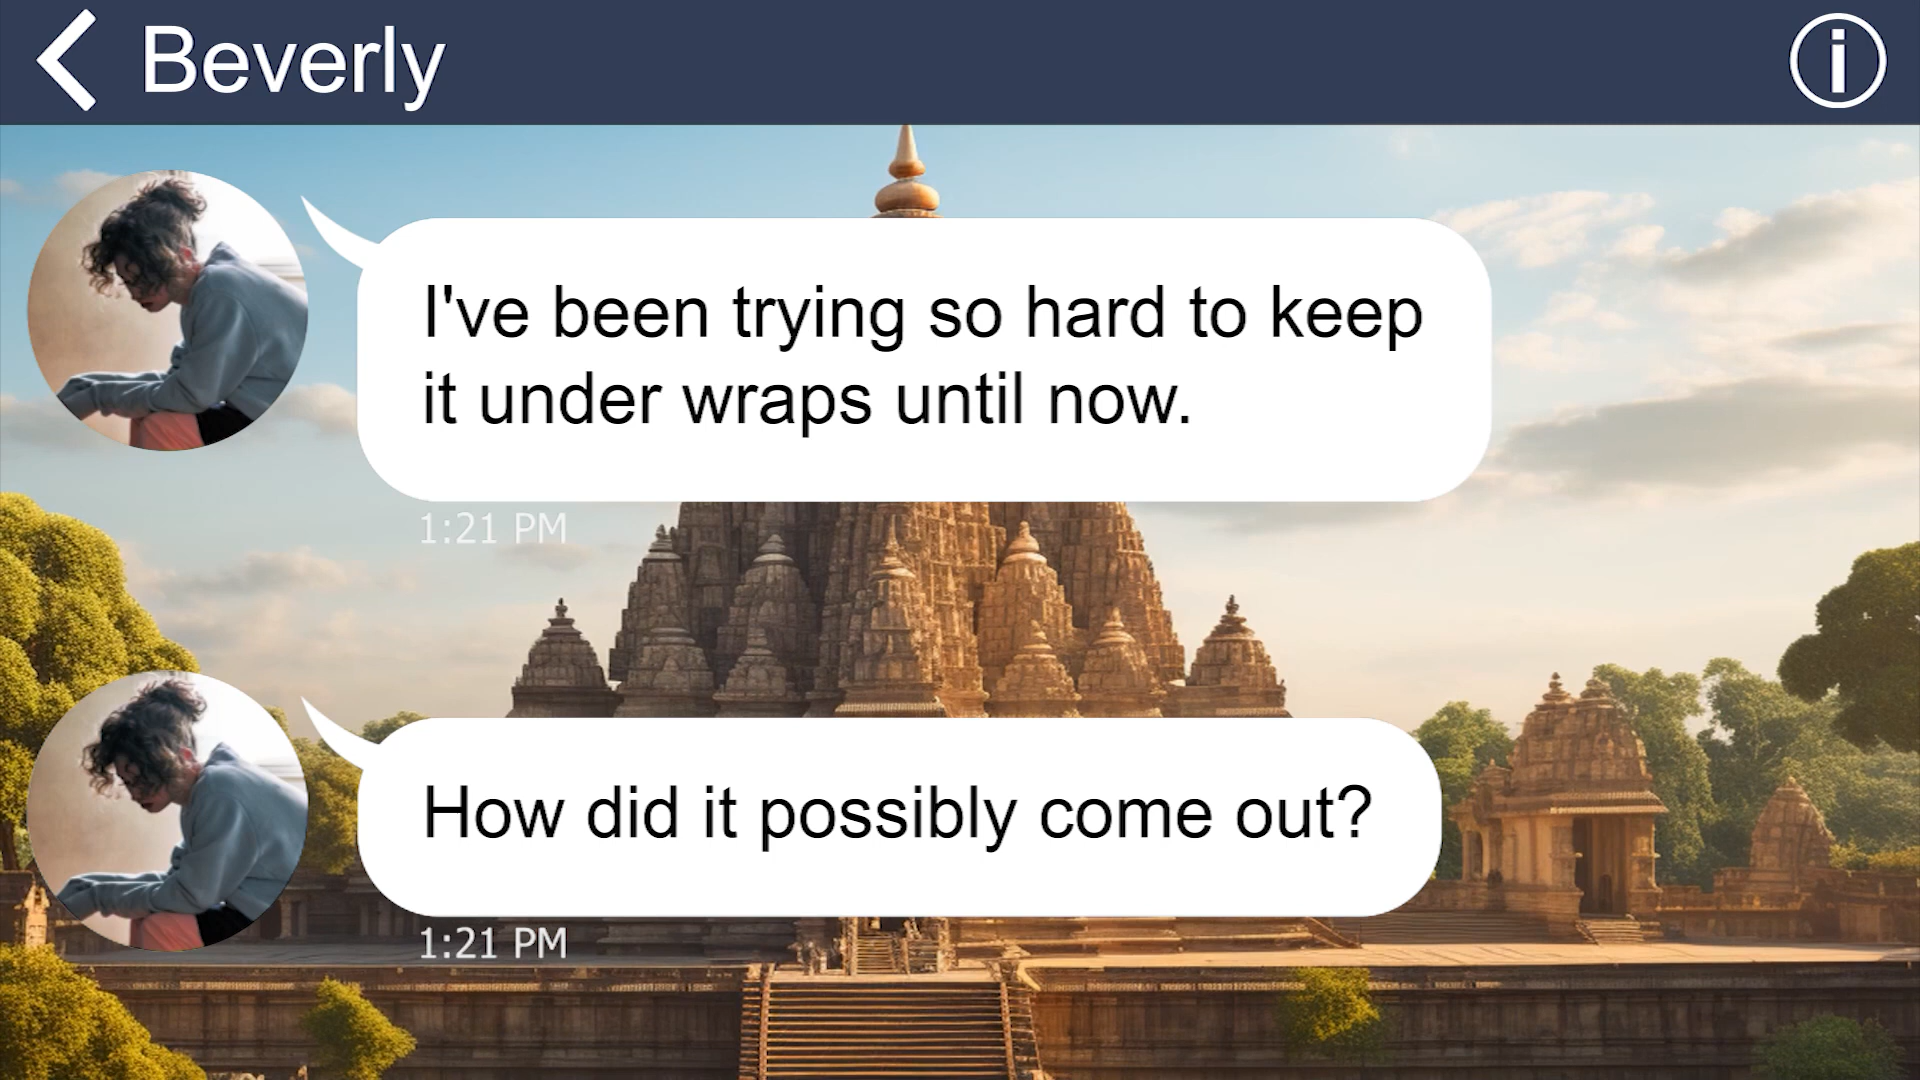 Beverly
I've been trying so hard to keep
it under wraps until now.
1:21 PM
How did it possibly come out?
1:21 PM